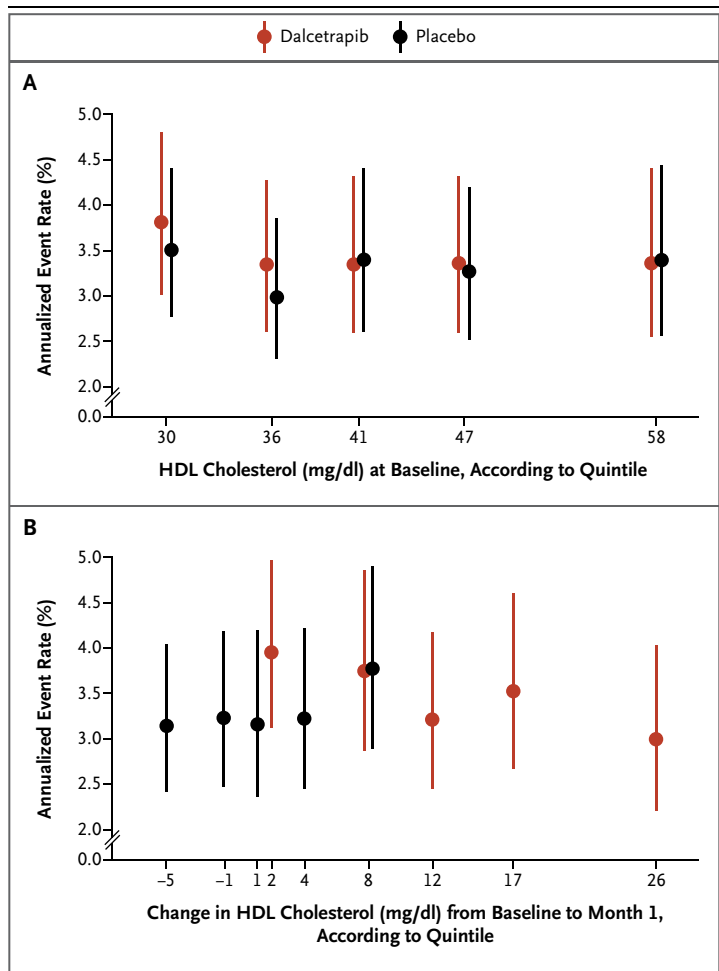 Dalcetrapib Placebo
A
Annualized Event Rate (%)
5.0
4.5
4.0
3.5
3.0
2.5
2.0
0.0
30 36 41 47 58
HDL Cholesterol (mg/dl) at Baseline, According to Quintile
B
Annualized Event Rate (%)
5.0
4.5
4.0
3.5
3.0
2.5
2.0
0.0
–5 –1 1 2 4 8 12 17 26
Change in HDL Cholesterol (mg/dl) from Baseline to Month 1,
According to Quintile